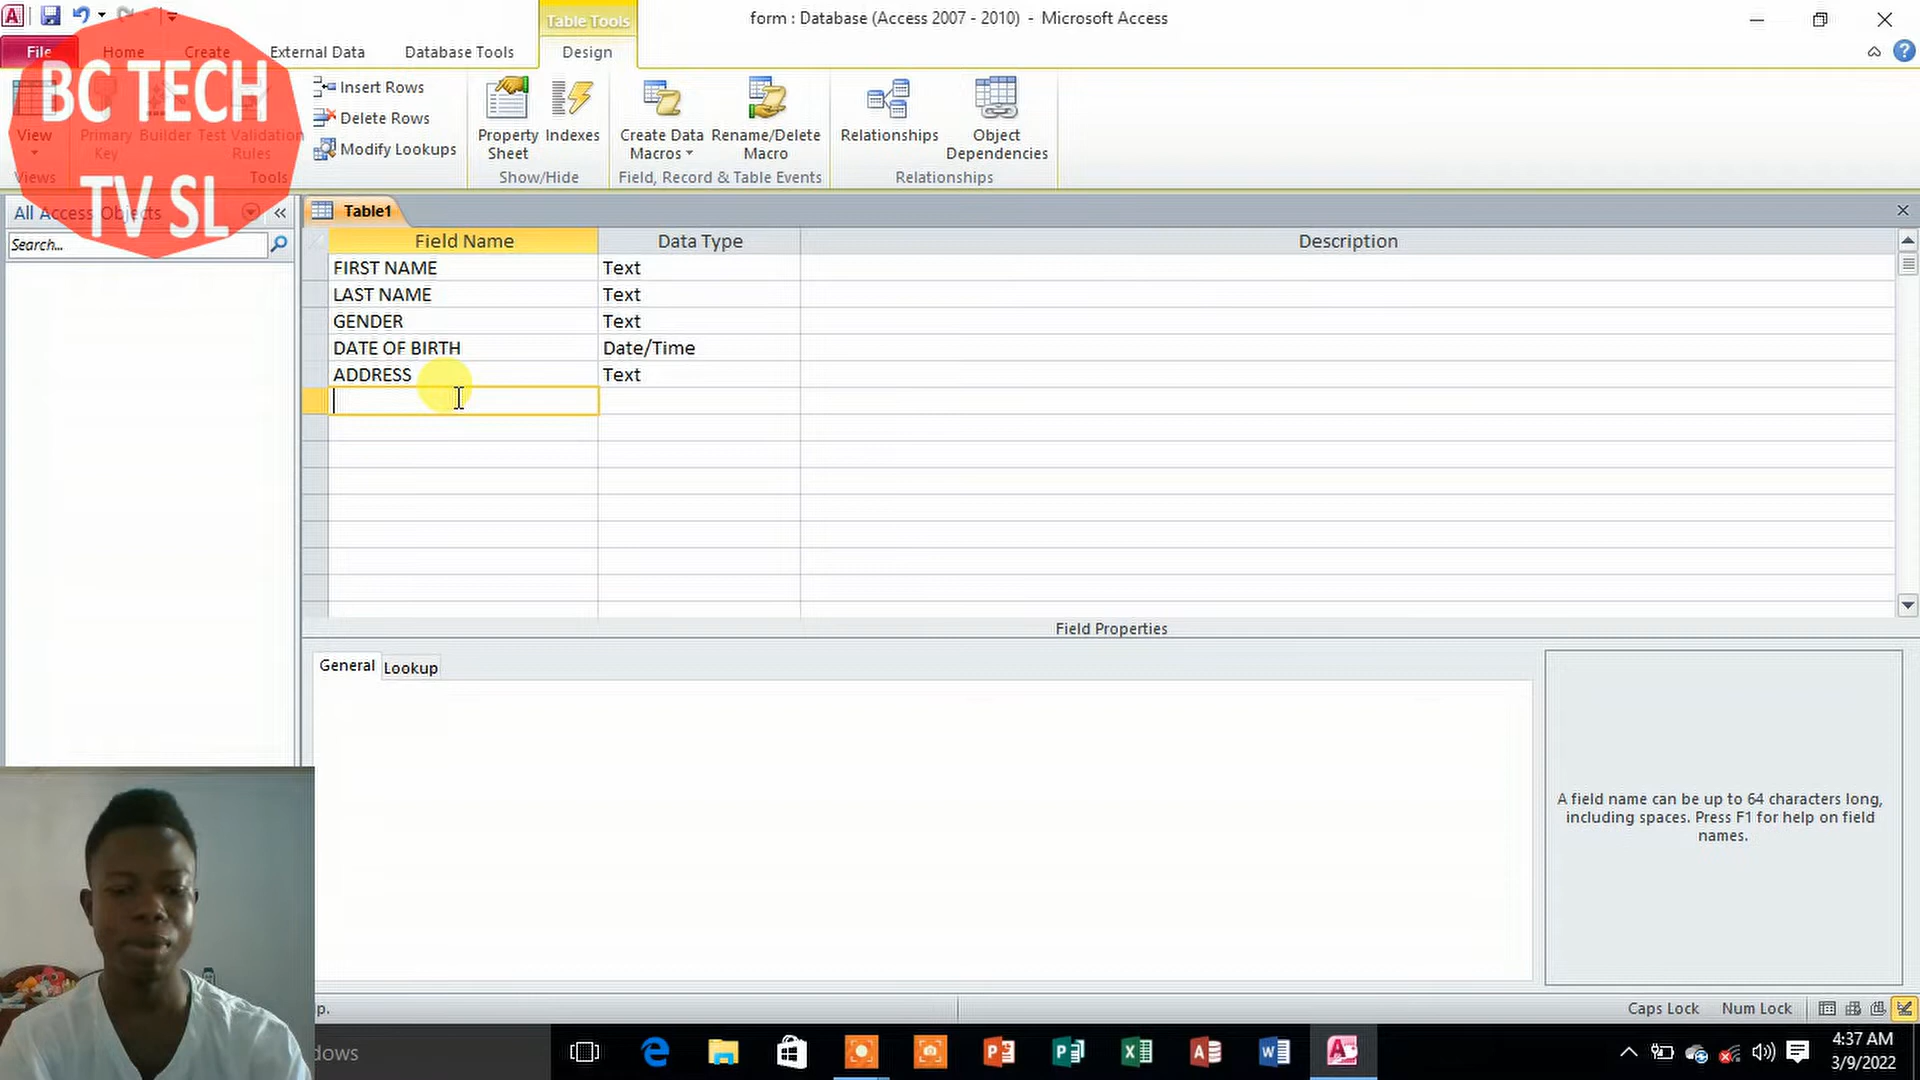 Table Tools
form : Database (Access 2007 - 2010) - Microsoft Access
File
Home
Create
External Data
Database Tools
Design
BC TECH
TV SL
View
Primary
Key
Builder
Test Validation
Rules
Insert Rows
Delete Rows
Modify Lookups
Property
Sheet
Indexes
Create Data
Macros
Rename/Delete
Macro
Relationships
Object
Dependencies
Views
Tools
Show/Hide
Field, Record & Table Events
Relationships
All Access Objects
Search...
Table1
Field Name
Data Type
Description
FIRST NAME
Text
LAST NAME
Text
GENDER
Text
DATE OF BIRTH
Date/Time
ADDRESS
Text
Field Properties
General
Lookup
A field name can be up to 64 characters long,
including spaces. Press F1 for help on field
names.
p.
Caps Lock
Num Lock
dows
4:37 AM
3/9/2022